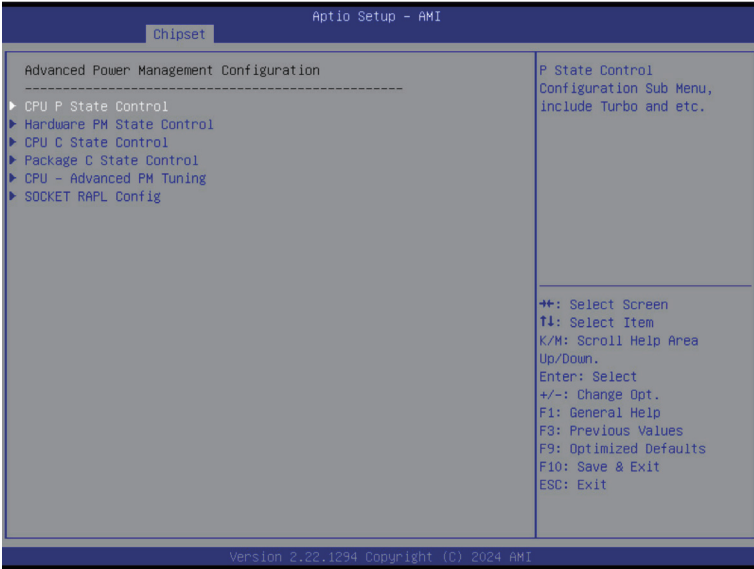 Aptio Setup – AMI
Chipset
Advanced Power Management Configuration
--------------------------------------------------
CPU P State Control
Hardware PM State Control
CPU C State Control
Package C State Control
CPU – Advanced PM Tuning
SOCKET RAPL Config
P State Control
Configuration Sub Menu,
include Turbo and etc.
→←: Select Screen
↑↓: Select Item
K/M: Scroll Help Area
Up/Down.
Enter: Select
+/-: Change Opt.
F1: General Help
F3: Previous Values
F9: Optimized Defaults
F10: Save & Exit
ESC: Exit
Version 2.22.1294 Copyright (C) 2024 AMI